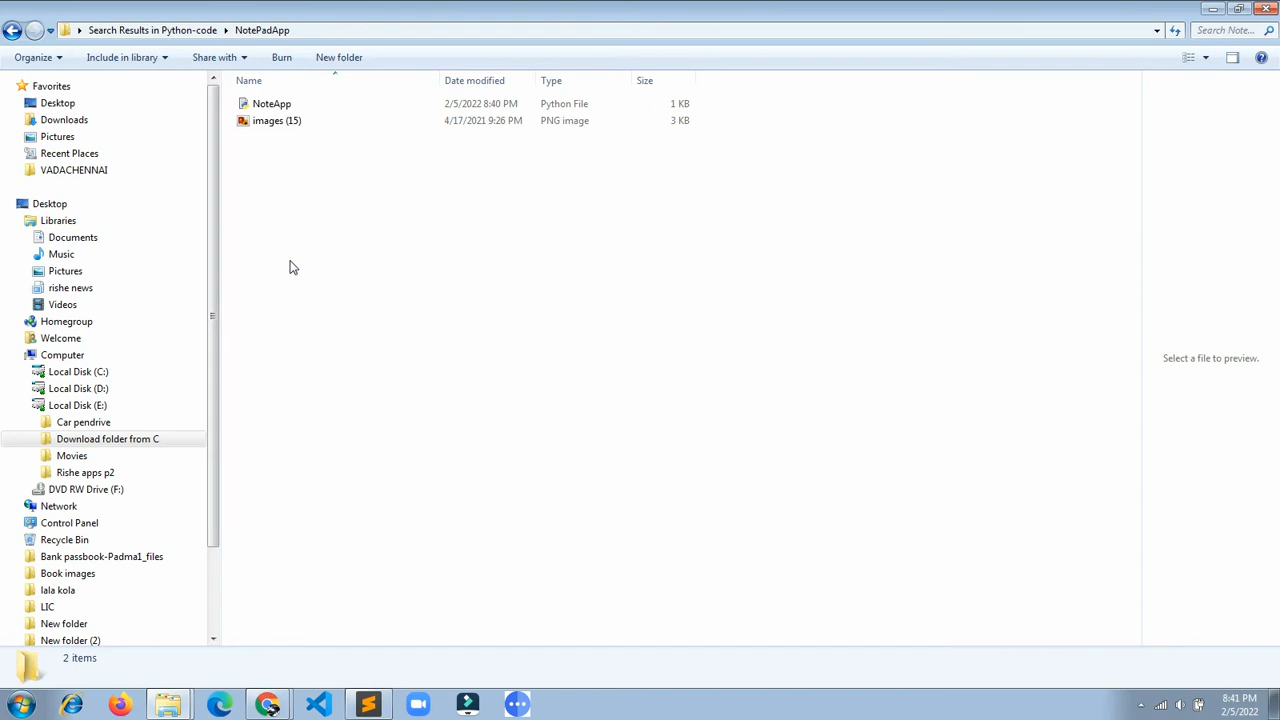 Search Results in Python-code NotePadApp Search Note...
Organize Include in library Share with Burn New folder
Name Date modified Type Size
NoteApp 2/5/2022 8:40 PM Python File 1 KB
images (15) 4/17/2021 9:26 PM PNG image 3 KB
Favorites
Desktop
Downloads
Pictures
Recent Places
VADACHENNAI
Desktop
Libraries
Documents
Music
Pictures
rishe news
Videos
Homegroup
Welcome
Computer
Local Disk (C:)
Local Disk (D:)
Local Disk (E:)
Car pendrive
Download folder from C
Movies
Rishe apps p2
DVD RW Drive (F:)
Network
Control Panel
Recycle Bin
Bank passbook-Padma1_files
Book images
lala kola
LIC
New folder
New folder (2)
Select a file to preview.
2 items
8:41 PM
2/5/2022